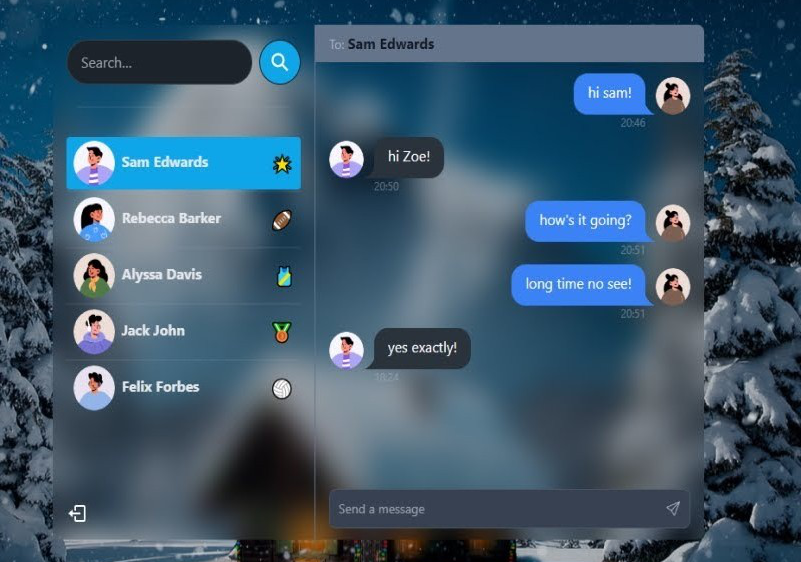 Search...
Sam Edwards
Rebecca Barker
Alyssa Davis
Jack John
Felix Forbes
To: Sam Edwards
hi sam!
20:46
hi Zoe!
20:50
how's it going?
20:51
long time no see!
20:51
yes exactly!
19:24
Send a message